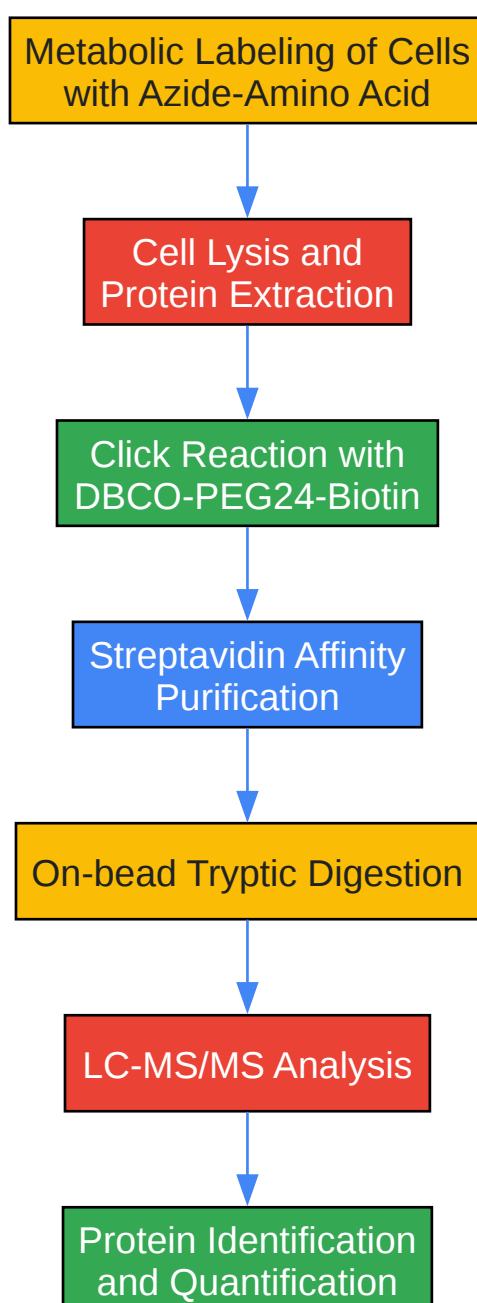 Metabolic Labeling of Cells
with Azide-Amino Acid
Cell Lysis and
Protein Extraction
Click Reaction with
DBCO-PEG24-Biotin
Streptavidin Affinity
Purification
On-bead Tryptic Digestion
LC-MS/MS Analysis
Protein Identification
and Quantification